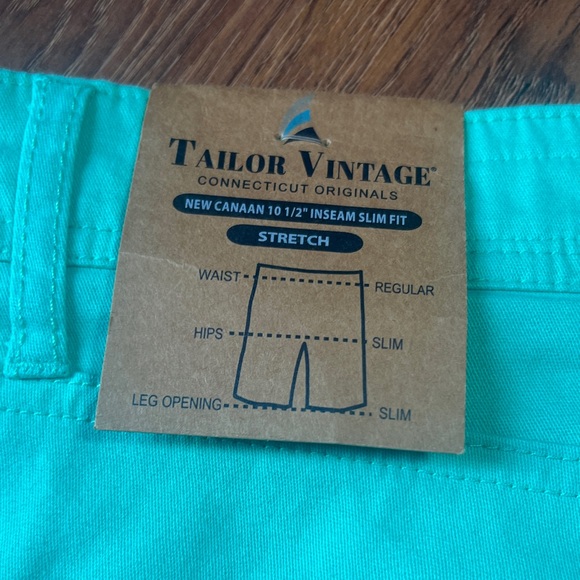 TAILOR VINTAGE®
CONNECTICUT ORIGINALS
NEW CANAAN 10 1/2" INSEAM SLIM FIT
STRETCH
WAIST REGULAR
HIPS SLIM
LEG OPENING SLIM